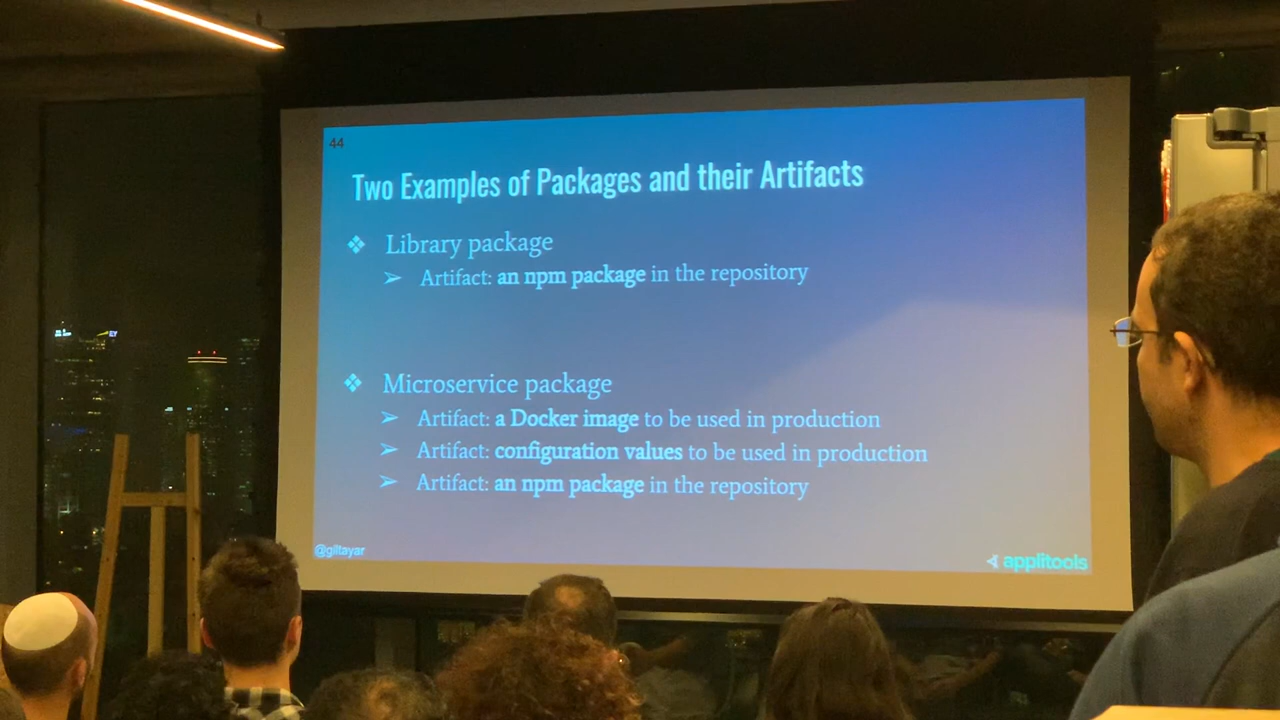 44
Two Examples of Packages and their Artifacts
❖ Library package
➢ Artifact: an npm package in the repository
❖ Microservice package
➢ Artifact: a Docker image to be used in production
➢ Artifact: configuration values to be used in production
➢ Artifact: an npm package in the repository
@giltayar
applitools